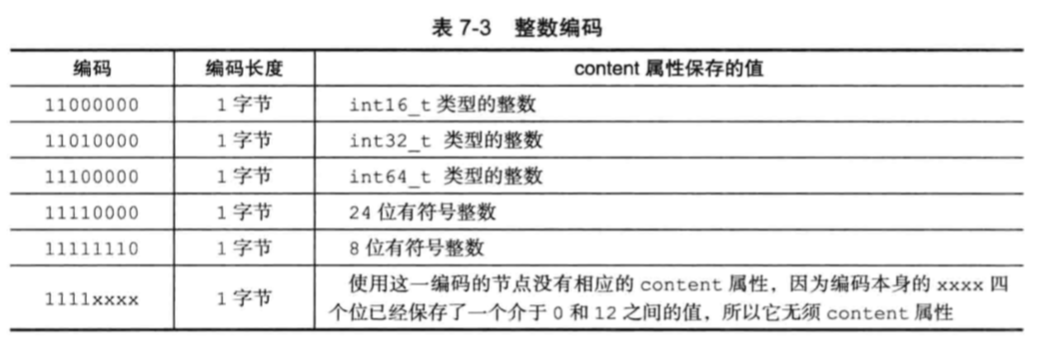 表 7-3 整数编码
编码 编码长度 content 属性保存的值
11000000 1 字节 int16_t 类型的整数
11010000 1 字节 int32_t 类型的整数
11100000 1 字节 int64_t 类型的整数
11110000 1 字节 24 位有符号整数
11111110 1 字节 8 位有符号整数
1111xxxx 1 字节 使用这一编码的节点没有相应的 content 属性，因为编码本身的 xxxx 四
个位已经保存了一个介于 0 和 12 之间的值，所以它无须 content 属性